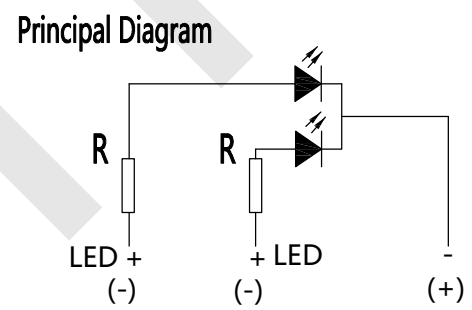 Principal Diagram
R R
LED + + LED -
(-) (-) (+)